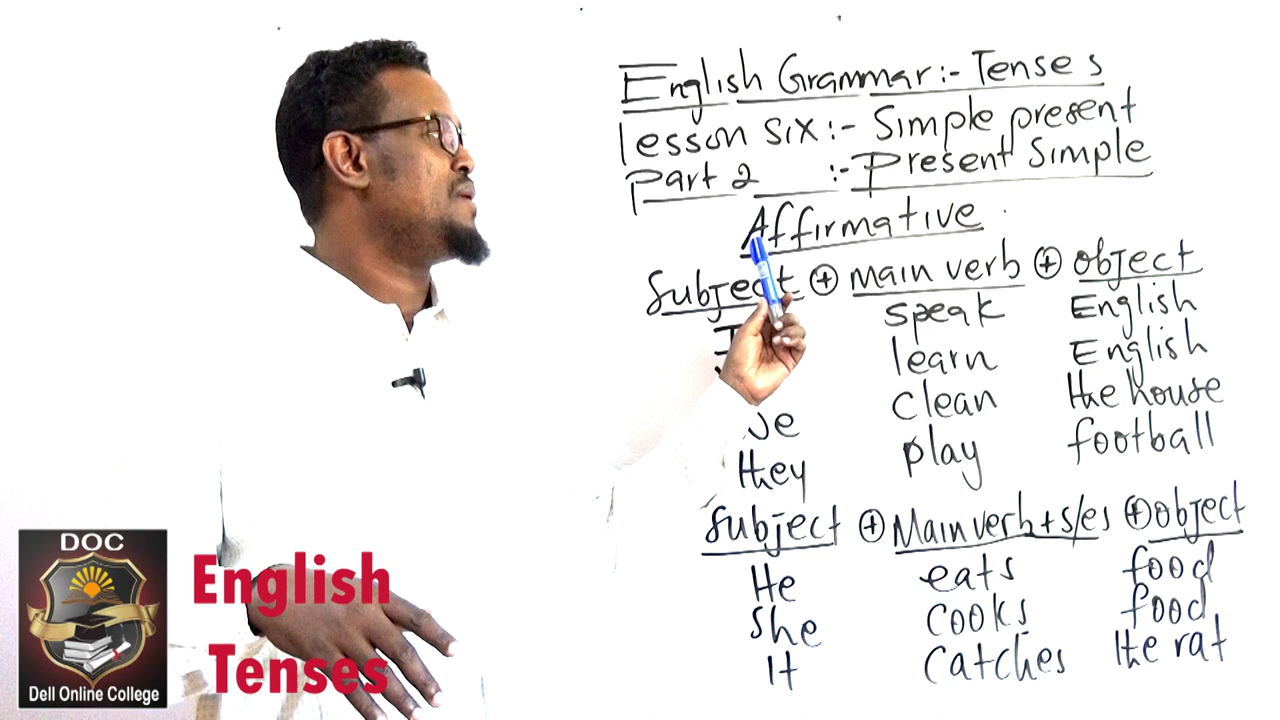 English Grammar:- Tenses
lesson six:- Simple present
Part 2 :- Present Simple
Affirmative
Subject + main verb + object
I speak English
learn English
clean the house
they play football
Subject + Main verb + s/es + object
He eats food
She cooks food
It catches the rat
DOC
Dell Online College
English
Tenses